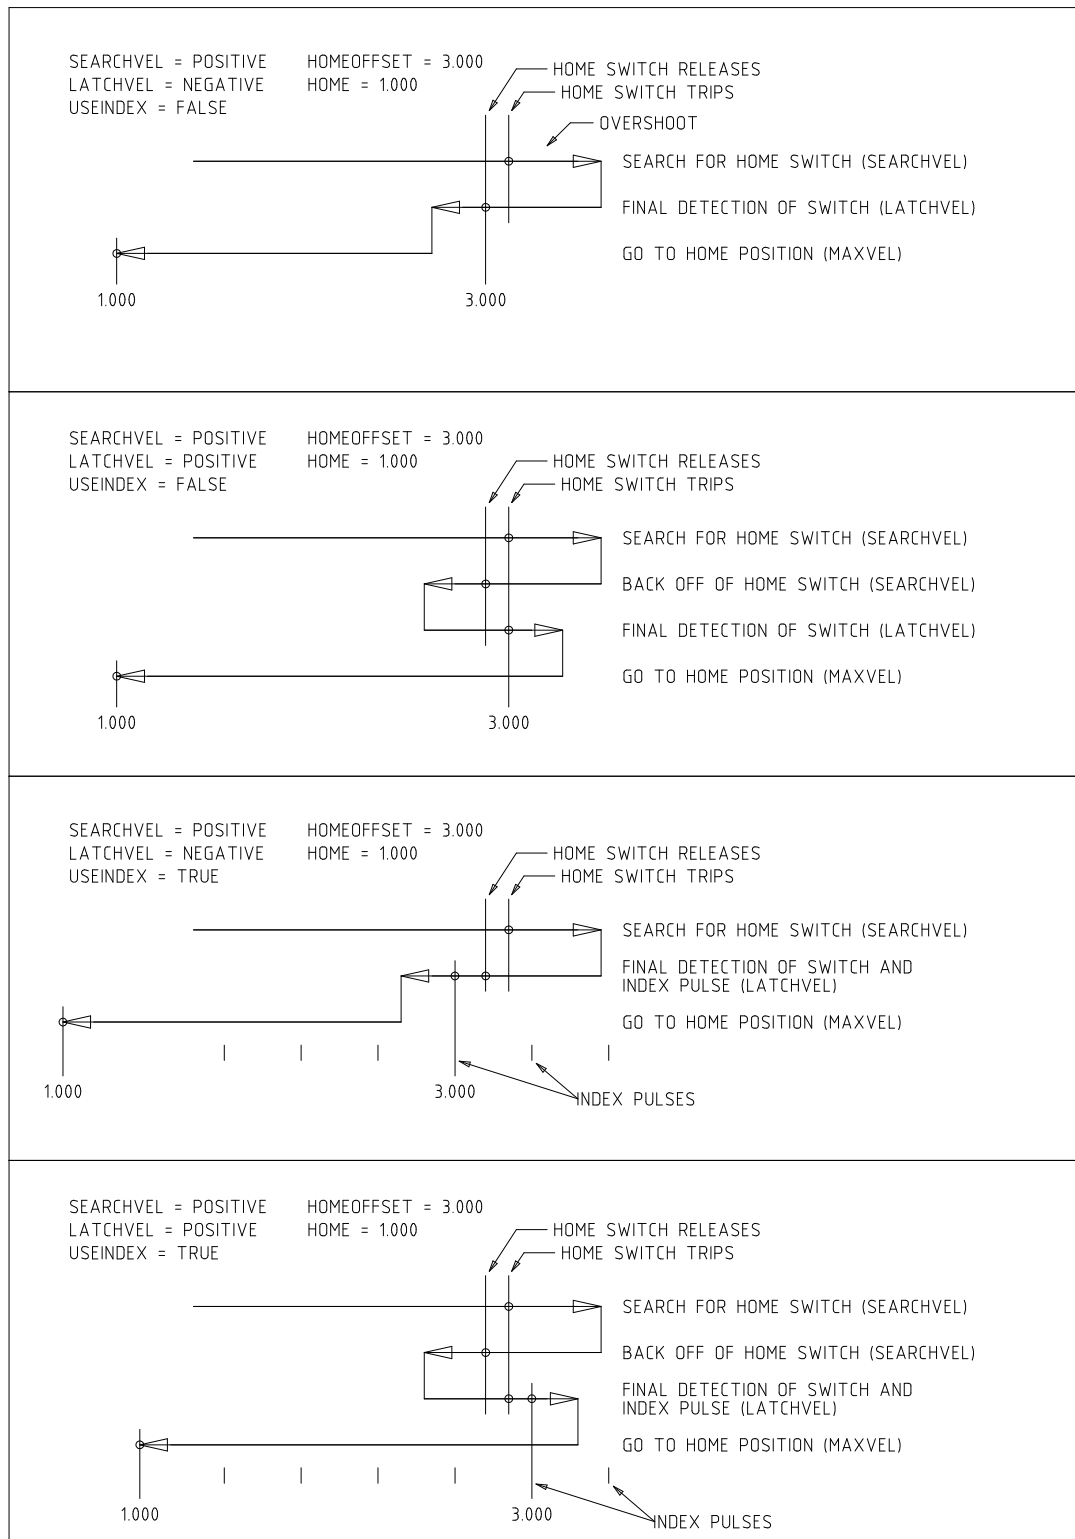 SEARCHVEL = POSITIVE HOMEOFFSET = 3.000
LATCHVEL = NEGATIVE HOME = 1.000
USEINDEX = FALSE
HOME SWITCH RELEASES
HOME SWITCH TRIPS
OVERSHOOT
SEARCH FOR HOME SWITCH (SEARCHVEL)
FINAL DETECTION OF SWITCH (LATCHVEL)
GO TO HOME POSITION (MAXVEL)
1.000 3.000
SEARCHVEL = POSITIVE HOMEOFFSET = 3.000
LATCHVEL = POSITIVE HOME = 1.000
USEINDEX = FALSE
HOME SWITCH RELEASES
HOME SWITCH TRIPS
SEARCH FOR HOME SWITCH (SEARCHVEL)
BACK OFF OF HOME SWITCH (SEARCHVEL)
FINAL DETECTION OF SWITCH (LATCHVEL)
GO TO HOME POSITION (MAXVEL)
1.000 3.000
SEARCHVEL = POSITIVE HOMEOFFSET = 3.000
LATCHVEL = NEGATIVE HOME = 1.000
USEINDEX = TRUE
HOME SWITCH RELEASES
HOME SWITCH TRIPS
SEARCH FOR HOME SWITCH (SEARCHVEL)
FINAL DETECTION OF SWITCH AND
INDEX PULSE (LATCHVEL)
GO TO HOME POSITION (MAXVEL)
1.000 3.000
INDEX PULSES
SEARCHVEL = POSITIVE HOMEOFFSET = 3.000
LATCHVEL = POSITIVE HOME = 1.000
USEINDEX = TRUE
HOME SWITCH RELEASES
HOME SWITCH TRIPS
SEARCH FOR HOME SWITCH (SEARCHVEL)
BACK OFF OF HOME SWITCH (SEARCHVEL)
FINAL DETECTION OF SWITCH AND
INDEX PULSE (LATCHVEL)
GO TO HOME POSITION (MAXVEL)
1.000 3.000
INDEX PULSES